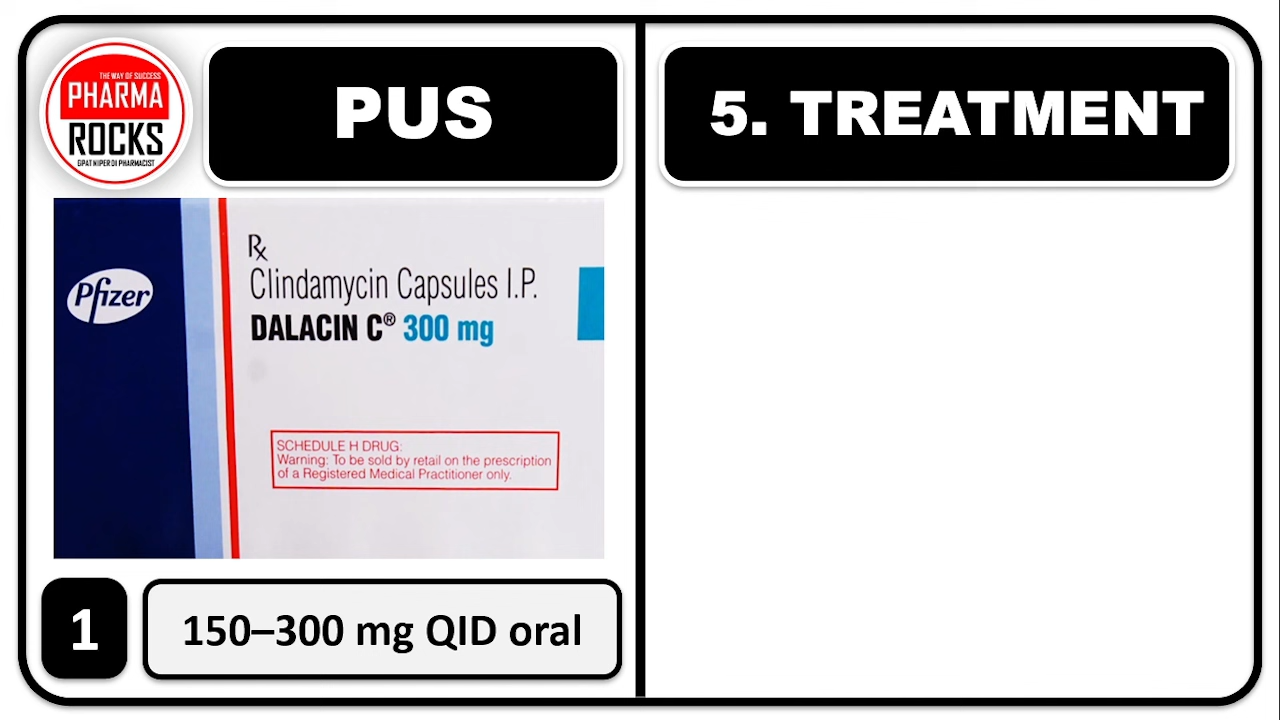 THE WAY OF SUCCESS
PHARMA
ROCKS
GPAT NIPER DI PHARMACIST
PUS
5. TREATMENT
Pfizer
Rx
Clindamycin Capsules I.P.
DALACIN C® 300 mg
SCHEDULE H DRUG:
Warning: To be sold by retail on the prescription
of a Registered Medical Practitioner only.
1
150–300 mg QID oral